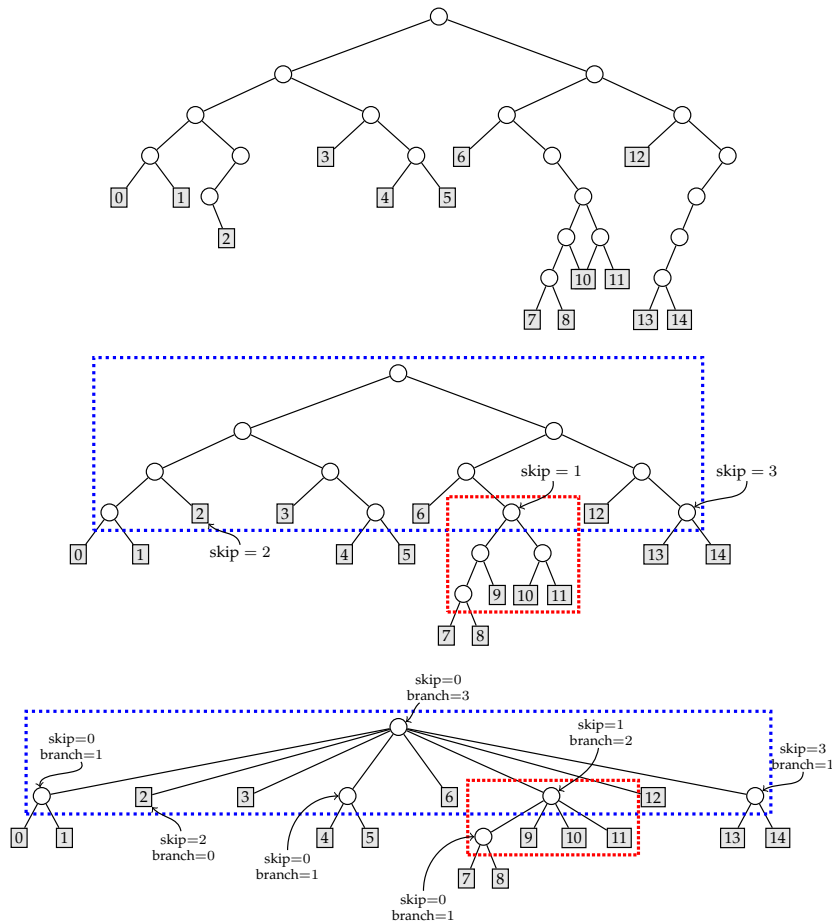 3
6
12
0
1
4
5
2
10
11
7
8
13
14
skip = 1
skip = 3
2
3
6
12
skip = 2
0
1
4
5
13
14
9
10
11
7
8
skip=0
branch=3
skip=0
branch=1
skip=1
branch=2
skip=3
branch=1
2
3
6
12
0
1
skip=2
branch=0
4
5
9
10
11
13
14
skip=0
branch=1
7
8
skip=0
branch=1